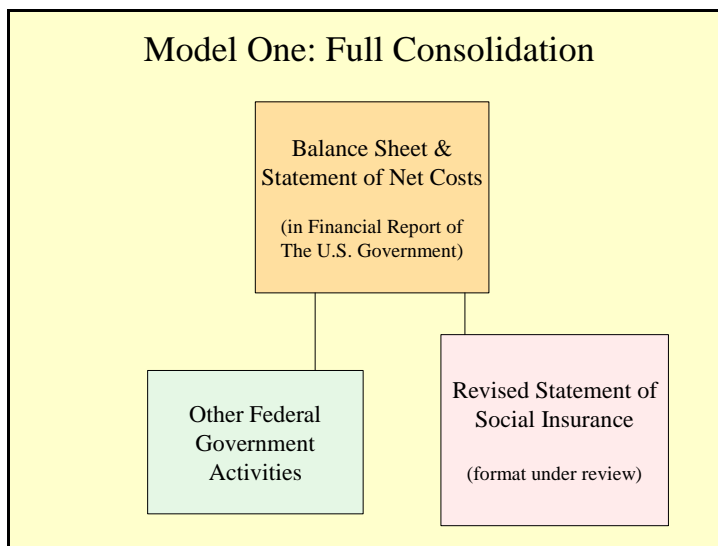 Model One: Full Consolidation
Balance Sheet &
Statement of Net Costs
(in Financial Report of
The U.S. Government)
Other Federal
Government
Activities
Revised Statement of
Social Insurance
(format under review)